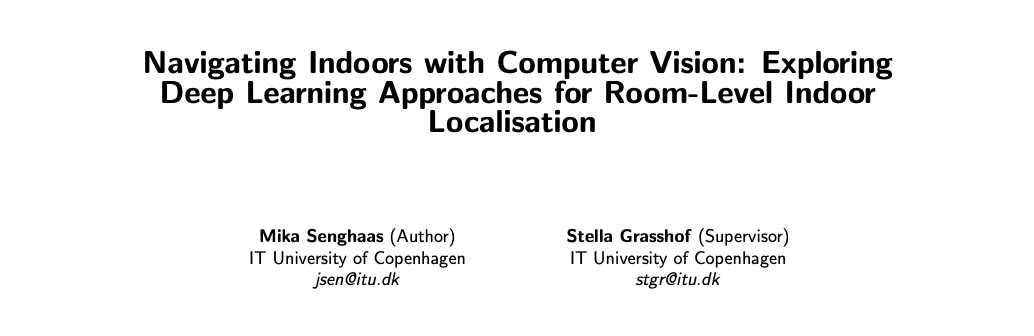 Navigating Indoors with Computer Vision: Exploring
Deep Learning Approaches for Room-Level Indoor
Localisation
Mika Senghaas (Author)
IT University of Copenhagen
jsen@itu.dk
Stella Grasshof (Supervisor)
IT University of Copenhagen
stgr@itu.dk